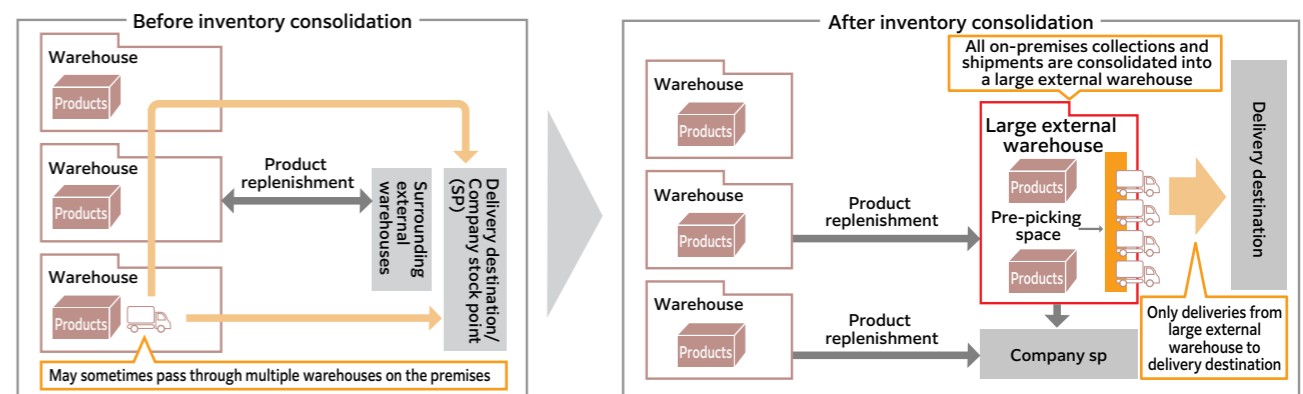 Before inventory consolidation
Warehouse
Products
Warehouse
Products
Warehouse
Products
Product
replenishment
Surrounding
external
warehouses
Delivery destination/
Company stock point
(SP)
May sometimes pass through multiple warehouses on the premises
After inventory consolidation
All on-premises collections and
shipments are consolidated into
a large external warehouse
Warehouse
Products
Warehouse
Products
Warehouse
Products
Product
replenishment
Product
replenishment
Large external
warehouse
Products
Pre-picking
space
Products
Company sp
Delivery destination
Only deliveries from
large external
warehouse to
delivery destination